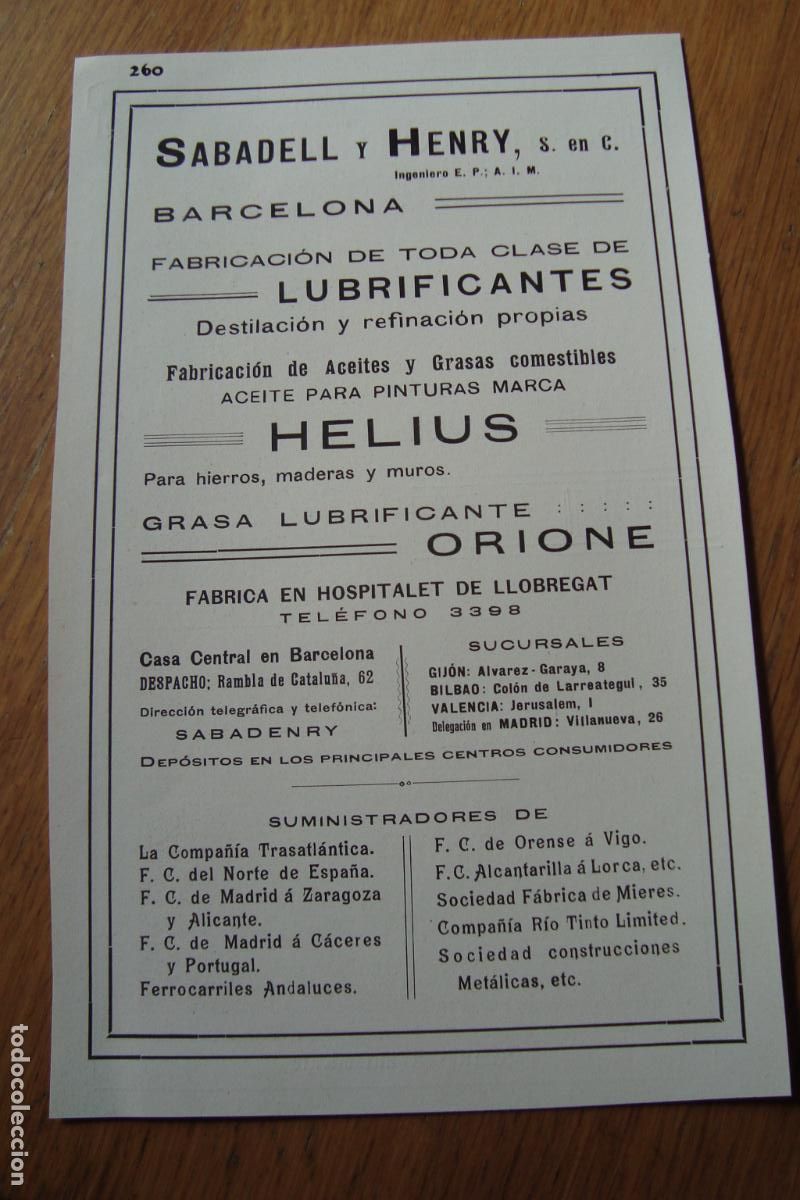 260
SABADELL Y HENRY, S. en C.
Ingeniero E. P.; A. I. M.
BARCELONA
FABRICACIÓN DE TODA CLASE DE
LUBRIFICANTES
Destilación y refinación propias
Fabricación de Aceites y Grasas comestibles
ACEITE PARA PINTURAS MARCA
HELIUS
Para hierros, maderas y muros.
GRASA LUBRIFICANTE : : : : :
ORIONE
FABRICA EN HOSPITALET DE LLOBREGAT
TELÉFONO 3398
Casa Central en Barcelona
DESPACHO: Rambla de Cataluña, 62
Dirección telegráfica y telefónica:
SABADENRY
SUCURSALES
GIJÓN: Alvarez-Garaya, 8
BILBAO: Colón de Larreategui, 35
VALENCIA: Jerusalem, 1
Delegación en MADRID: Villanueva, 26
DEPÓSITOS EN LOS PRINCIPALES CENTROS CONSUMIDORES
SUMINISTRADORES DE
La Compañía Trasatlántica.
F. C. del Norte de España.
F. C. de Madrid á Zaragoza
y Alicante.
F. C. de Madrid á Cáceres
y Portugal.
Ferrocarriles Andaluces.
F. C. de Orense á Vigo.
F. C. Alcantarilla á Lorca, etc.
Sociedad Fábrica de Mieres.
Compañía Río Tinto Limited.
Sociedad construcciones
Metálicas, etc.
todocoleccion